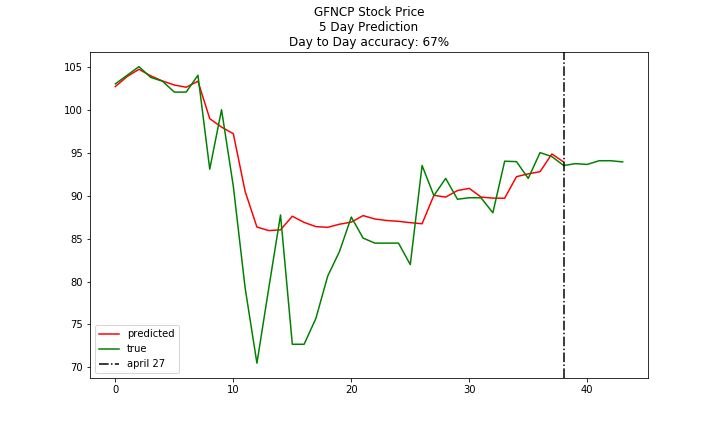 GFNCP Stock Price
5 Day Prediction
Day to Day accuracy: 67%
105
100
95
90
85
80
75
70
predicted
true
april 27
0
10
20
30
40